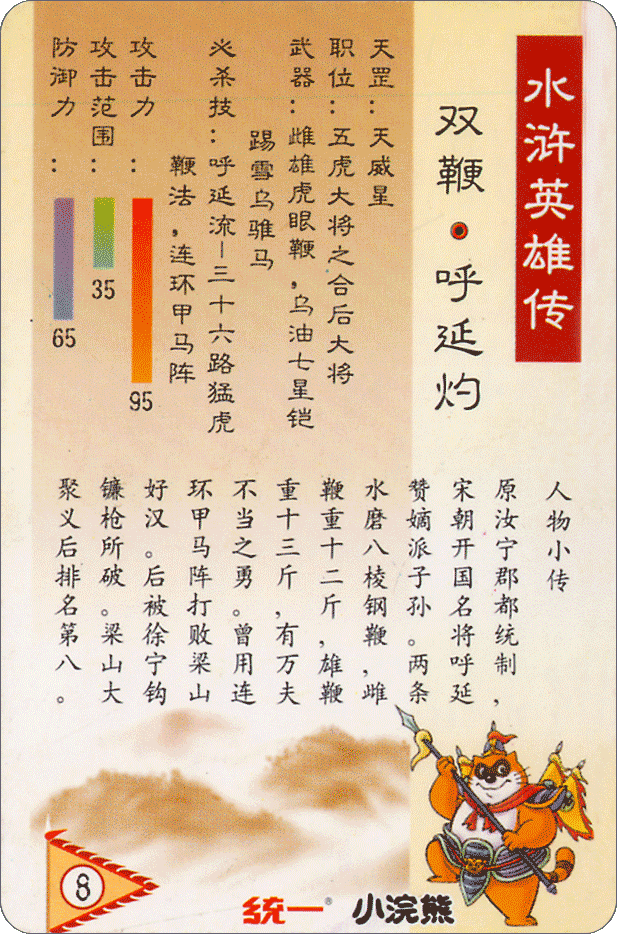 水浒英雄传
双鞭·呼延灼
天罡：天威星
职位：五虎大将之合后大将
武器：雌雄虎眼鞭，乌油七星铠
踢雪乌骓马
必杀技：呼延流－三十六路猛虎
鞭法，连环甲马阵
攻击力：
95
攻击范围：
35
防御力：
65
人物小传
原汝宁郡都统制，
宋朝开国名将呼延
赞嫡派子孙。两条
水磨八棱钢鞭，雌
鞭重十二斤，雄鞭
重十三斤，有万夫
不当之勇。曾用连
环甲马阵打败梁山
好汉。后被徐宁钩
镰枪所破。梁山大
聚义后排名第八。
8
统一® 小浣熊